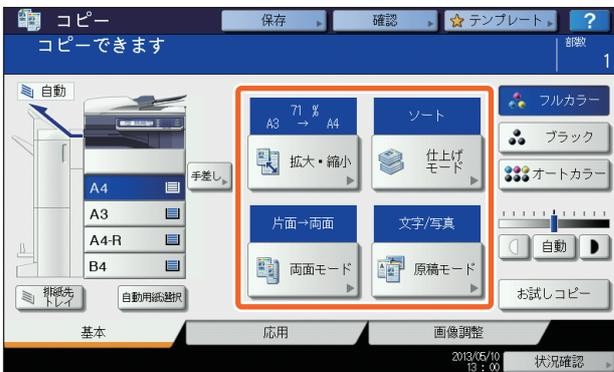 コピー
保存
確認
テンプレート
?
コピーできます
部数
1
自動
71 %
A3 → A4
拡大・縮小
ソート
仕上げ
モード
フルカラー
ブラック
オートカラー
手差し
A4
A3
A4-R
B4
片面→両面
両面モード
文字/写真
原稿モード
自動
排紙先
トレイ
自動用紙選択
お試しコピー
基本
応用
画像調整
2013/05/10
13:00
状況確認